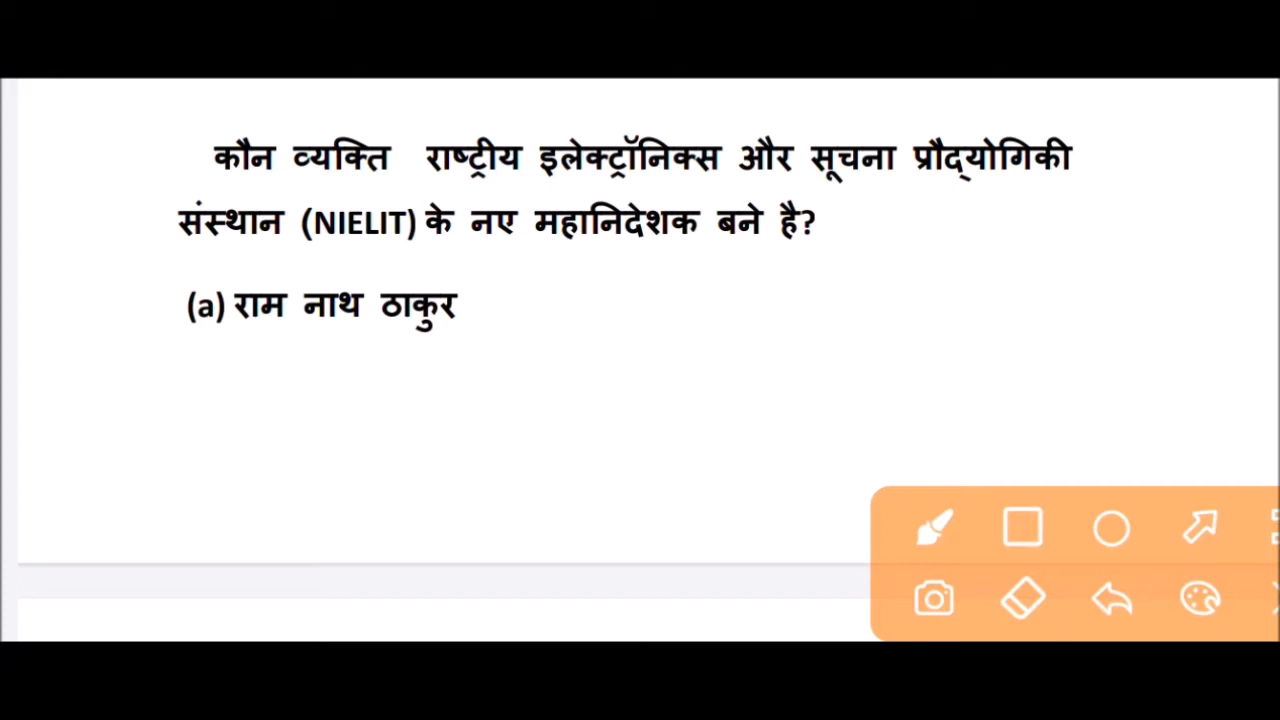 कौन व्यक्ति राष्ट्रीय इलेक्ट्रॉनिक्स और सूचना प्रौद्योगिकी
संस्थान (NIELIT) के नए महानिदेशक बने है?
(a) राम नाथ ठाकुर